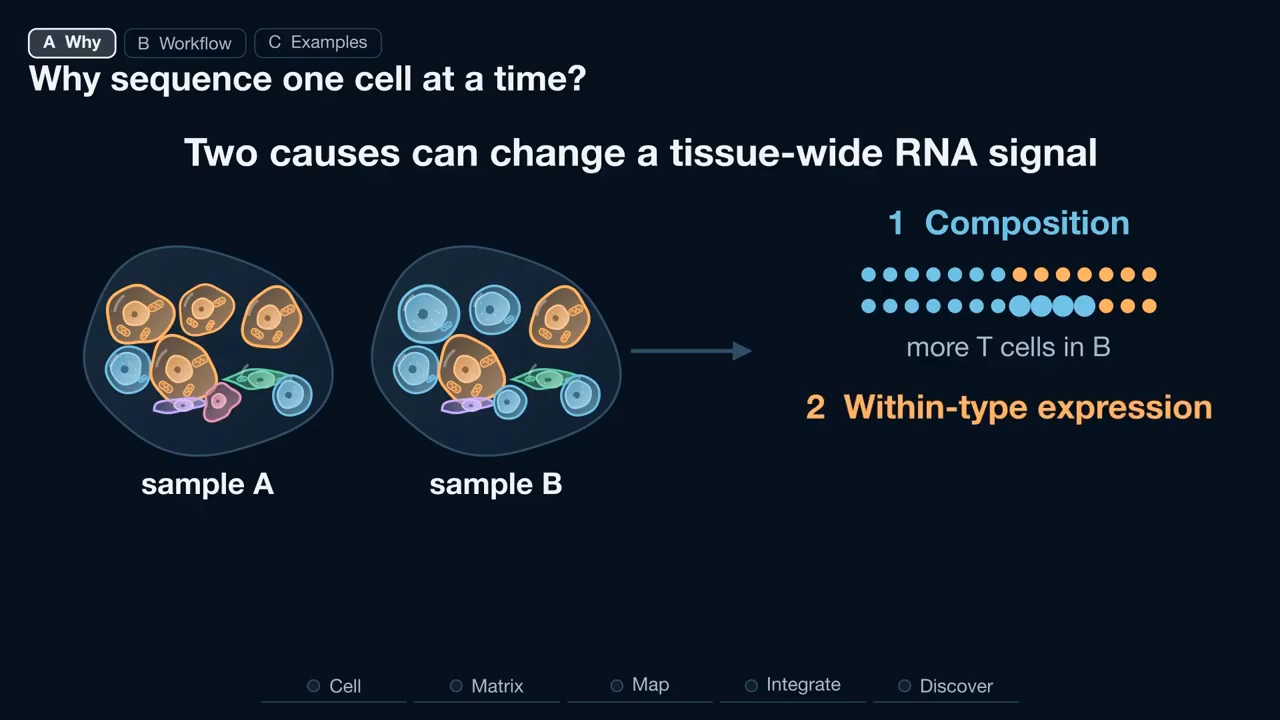 A Why
B Workflow
C Examples
Why sequence one cell at a time?
Two causes can change a tissue-wide RNA signal
1 Composition
more T cells in B
2 Within-type expression
sample A
sample B
Cell
Matrix
Map
Integrate
Discover